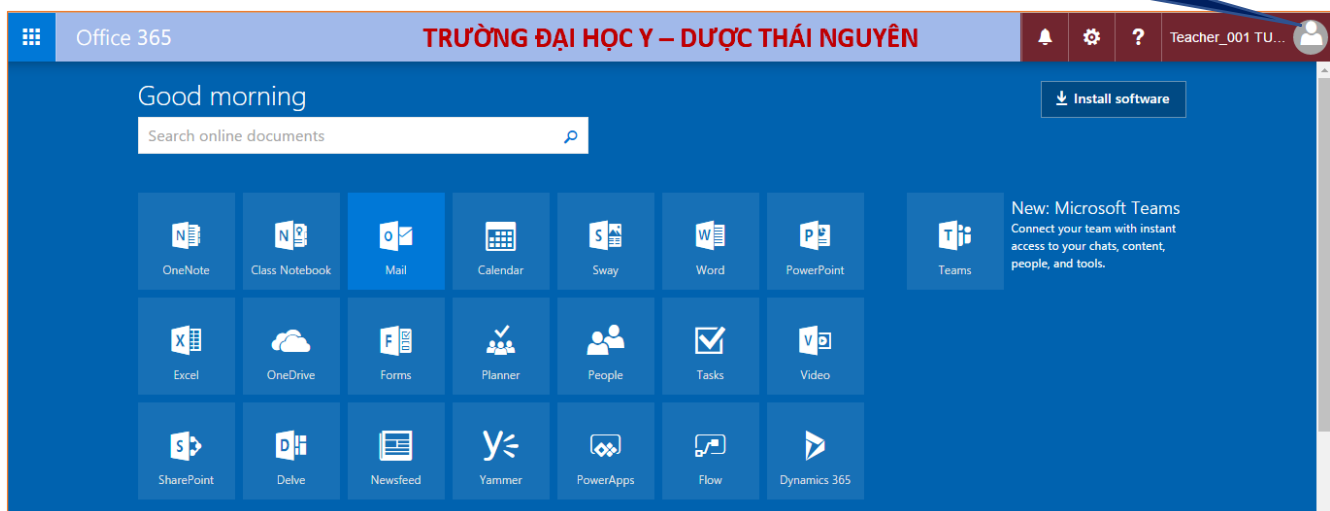 Office 365
TRƯỜNG ĐẠI HỌC Y – DƯỢC THÁI NGUYÊN
?
Teacher_001 TU...
Good morning
Install software
Search online documents
OneNote
Class Notebook
Mail
Calendar
Sway
Word
PowerPoint
Teams
New: Microsoft Teams
Connect your team with instant
access to your chats, content,
people, and tools.
Excel
OneDrive
Forms
Planner
People
Tasks
Video
SharePoint
Delve
Newsfeed
Yammer
PowerApps
Flow
Dynamics 365